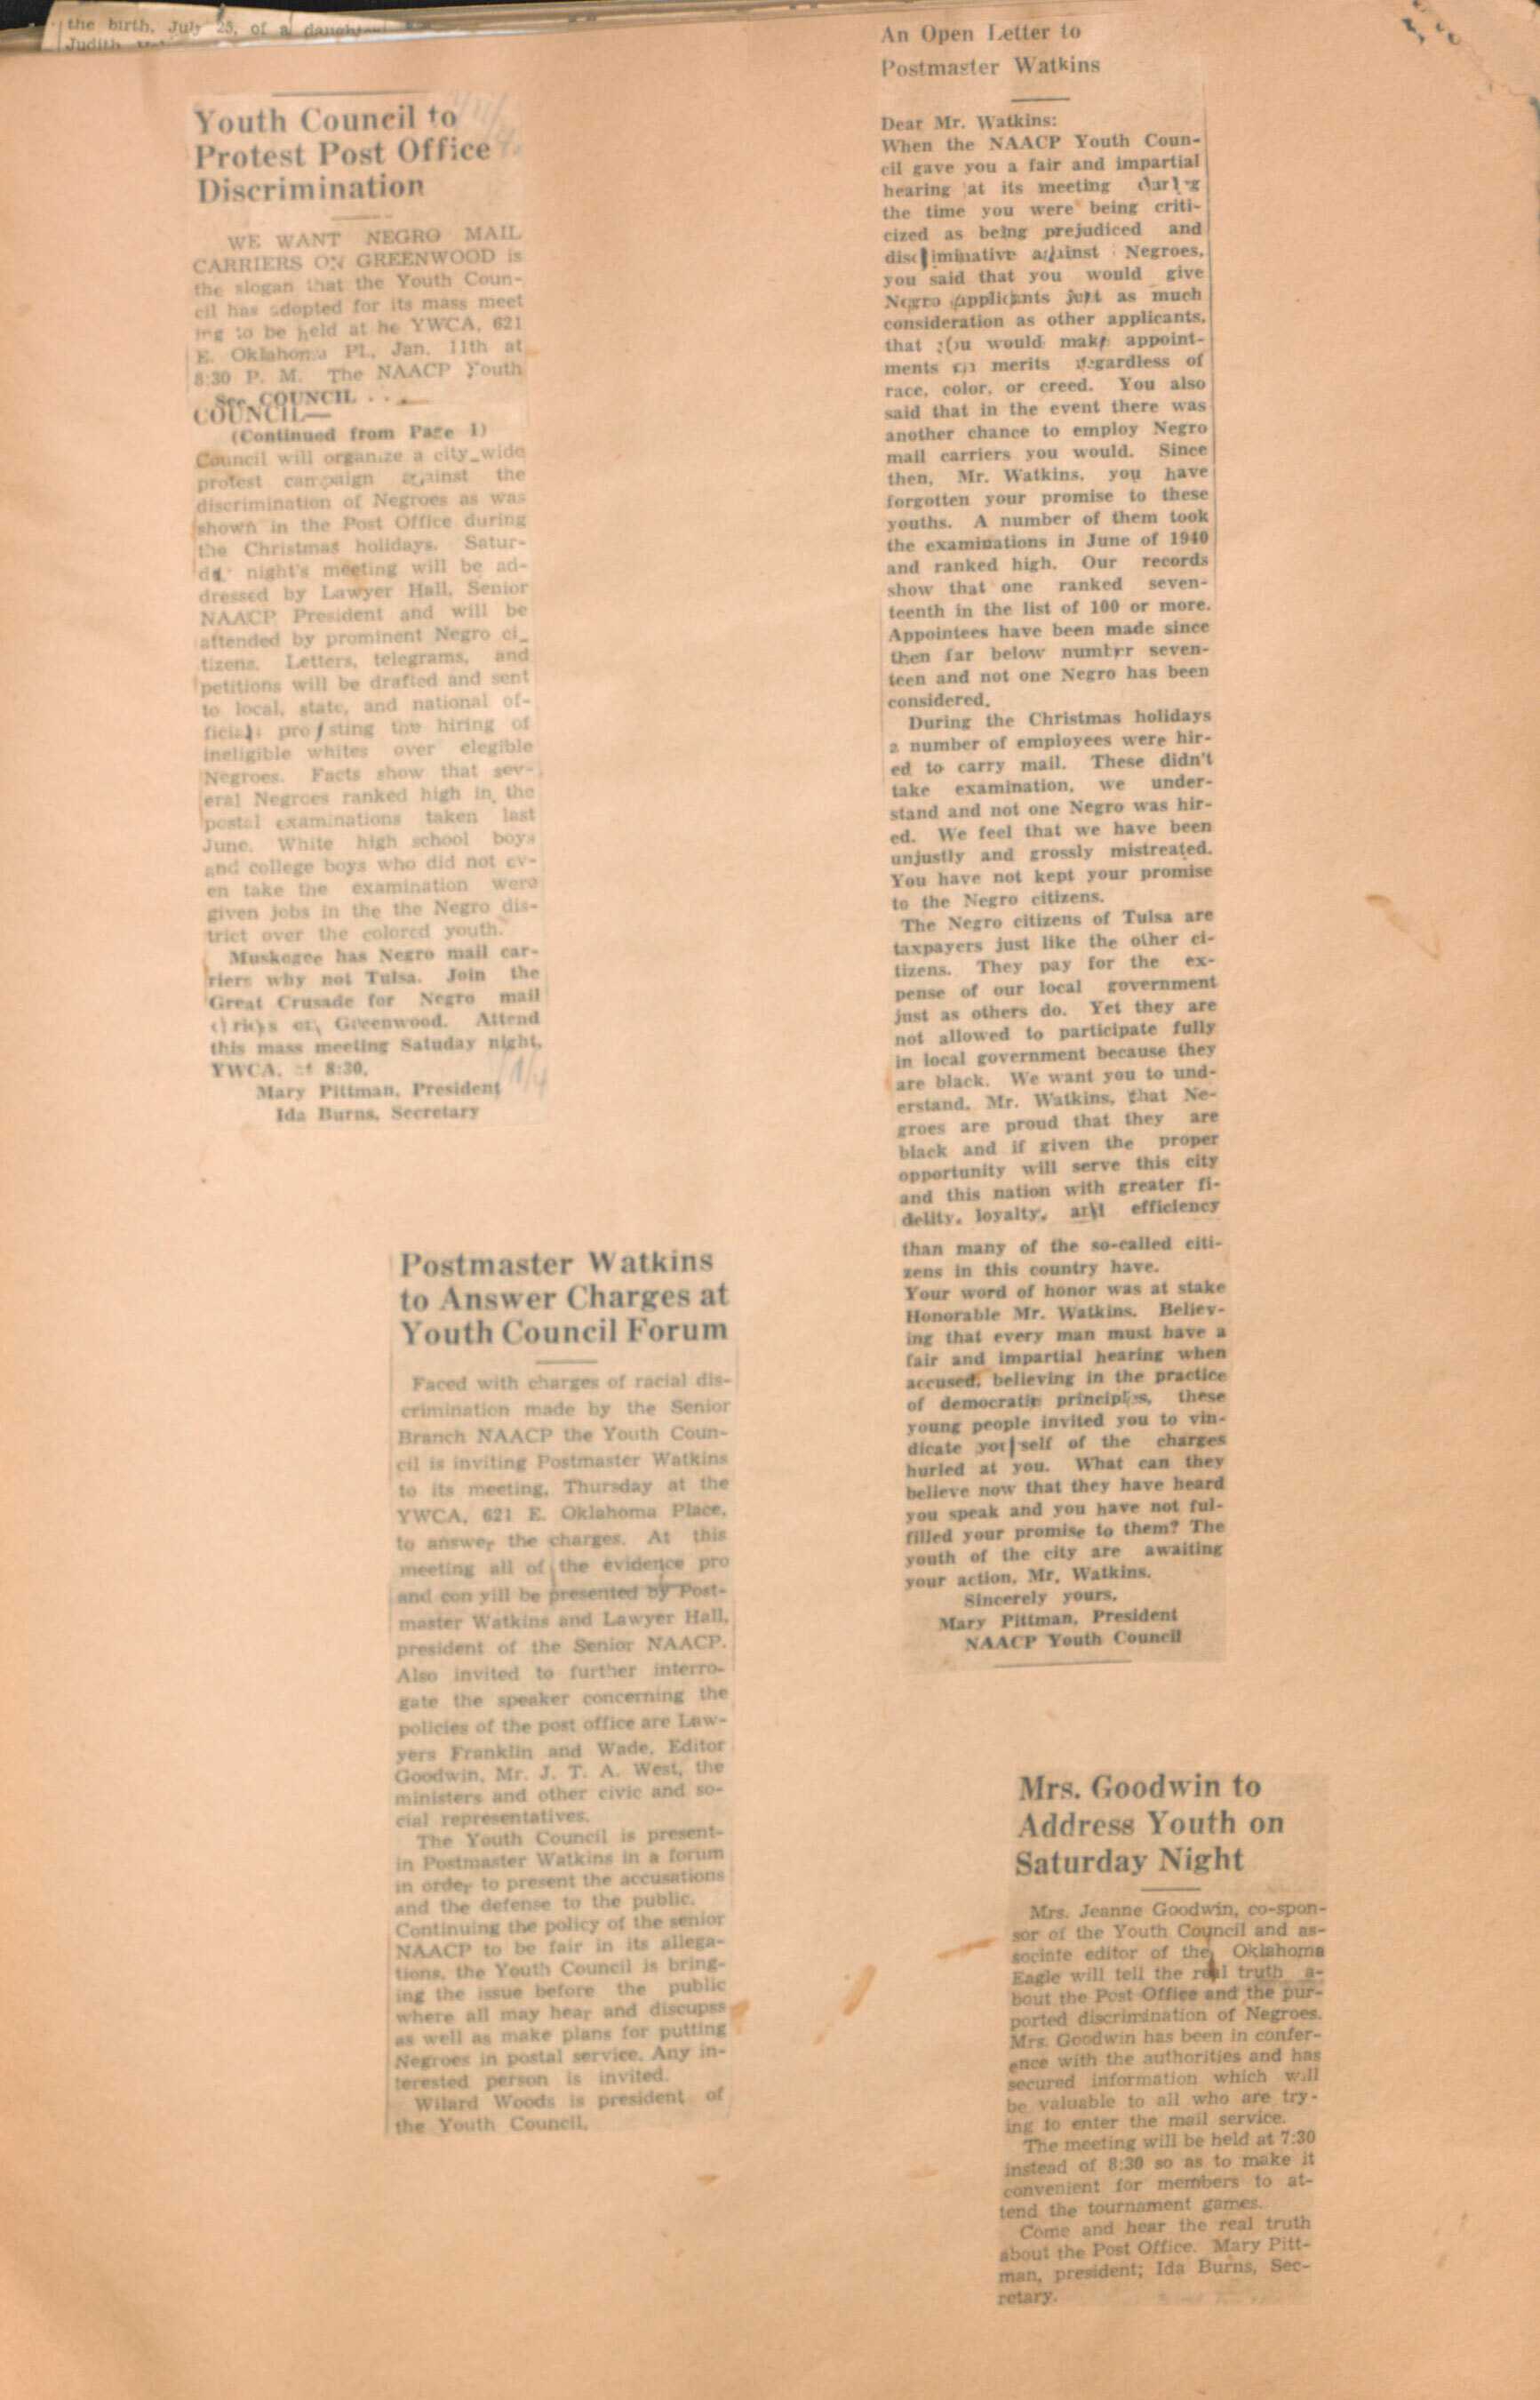 the birth, July 25, of a
Judith
Youth Council to
Protest Post Office
Discrimination
WE WANT NEGRO MAIL
CARRIERS ON GREENWOOD is
the slogan that the Youth Coun-
cil has adopted for its mass meet
ing to be held at he YWCA, 621
E. Oklahoma Pl., Jan. 11th at
8:30 P. M. The NAACP Youth
See COUNCIL . . .
COUNCIL—
(Continued from Page 1)
Council will organize a city_wide
protest campaign against the
discrimination of Negroes as was
shown in the Post Office during
the Christmas holidays. Satur-
day night's meeting will be ad-
dressed by Lawyer Hall, Senior
NAACP President and will be
attended by prominent Negro ci_
tizens. Letters, telegrams, and
petitions will be drafted and sent
to local, state, and national of-
ficials pro sting the hiring of
ineligible whites over elegible
Negroes. Facts show that sev-
eral Negroes ranked high in the
postal examinations taken last
June. White high school boys
and college boys who did not ev-
en take the examination were
given jobs in the the Negro dis-
trict over the colored youth.
Muskogee has Negro mail car-
riers why not Tulsa. Join the
Great Crusade for Negro mail
on Greenwood. Attend
this mass meeting Satuday night,
YWCA, at 8:30.
Mary Pittman, President
Ida Burns, Secretary
Postmaster Watkins
to Answer Charges at
Youth Council Forum
Faced with charges of racial dis-
crimination made by the Senior
Branch NAACP the Youth Coun-
cil is inviting Postmaster Watkins
to its meeting, Thursday at the
YWCA, 621 E. Oklahoma Place,
to answer the charges. At this
meeting all of the evidence pro
and con yill be presented by Post-
master Watkins and Lawyer Hall,
president of the Senior NAACP.
Also invited to further interro-
gate the speaker concerning the
policies of the post office are Law-
yers Franklin and Wade, Editor
Goodwin, Mr. J. T. A. West, the
ministers and other civic and so-
cial representatives.
The Youth Council is present-
in Postmaster Watkins in a forum
in order to present the accusations
and the defense to the public.
Continuing the policy of the senior
NAACP to be fair in its allega-
tions, the Youth Council is bring-
ing the issue before the public
where all may hear and discupss
as well as make plans for putting
Negroes in postal service. Any in-
terested person is invited.
Wilard Woods is president of
the Youth Council.
An Open Letter to
Postmaster Watkins
Dear Mr. Watkins:
When the NAACP Youth Coun-
cil gave you a fair and impartial
hearing at its meeting during
the time you were being criti-
cized as being prejudiced and
discriminative against Negroes,
you said that you would give
Negro applicants just as much
consideration as other applicants,
that you would make appoint-
ments on merits regardless of
race, color, or creed. You also
said that in the event there was
another chance to employ Negro
mail carriers you would. Since
then, Mr. Watkins, you have
forgotten your promise to these
youths. A number of them took
the examinations in June of 1940
and ranked high. Our records
show that one ranked seven-
teenth in the list of 100 or more.
Appointees have been made since
then far below number seven-
teen and not one Negro has been
considered.
During the Christmas holidays
a number of employees were hir-
ed to carry mail. These didn't
take examination, we under-
stand and not one Negro was hir-
ed. We feel that we have been
unjustly and grossly mistreated.
You have not kept your promise
to the Negro citizens.
The Negro citizens of Tulsa are
taxpayers just like the other ci-
tizens. They pay for the ex-
pense of our local government
just as others do. Yet they are
not allowed to participate fully
in local government because they
are black. We want you to und-
erstand, Mr. Watkins, that Ne-
groes are proud that they are
black and if given the proper
opportunity will serve this city
and this nation with greater fi-
delity, loyalty, and efficiency
than many of the so-called citi-
zens in this country have.
Your word of honor was at stake
Honorable Mr. Watkins. Believ-
ing that every man must have a
fair and impartial hearing when
accused, believing in the practice
of democratic principles, these
young people invited you to vin-
dicate yourself of the charges
hurled at you. What can they
believe now that they have heard
you speak and you have not ful-
filled your promise to them? The
youth of the city are awaiting
your action, Mr. Watkins.
Sincerely yours,
Mary Pittman, President
NAACP Youth Council
Mrs. Goodwin to
Address Youth on
Saturday Night
Mrs. Jeanne Goodwin, co-spon-
sor of the Youth Council and as-
sociate editor of the Oklahoma
Eagle will tell the real truth a-
bout the Post Office and the pur-
ported discrimination of Negroes.
Mrs. Goodwin has been in confer-
ence with the authorities and has
secured information which will
be valuable to all who are try-
ing to enter the mail service.
The meeting will be held at 7:30
instead of 8:30 so as to make it
convenient for members to at-
tend the tournament games.
Come and hear the real truth
about the Post Office. Mary Pitt-
man, president; Ida Burns, Sec-
retary.